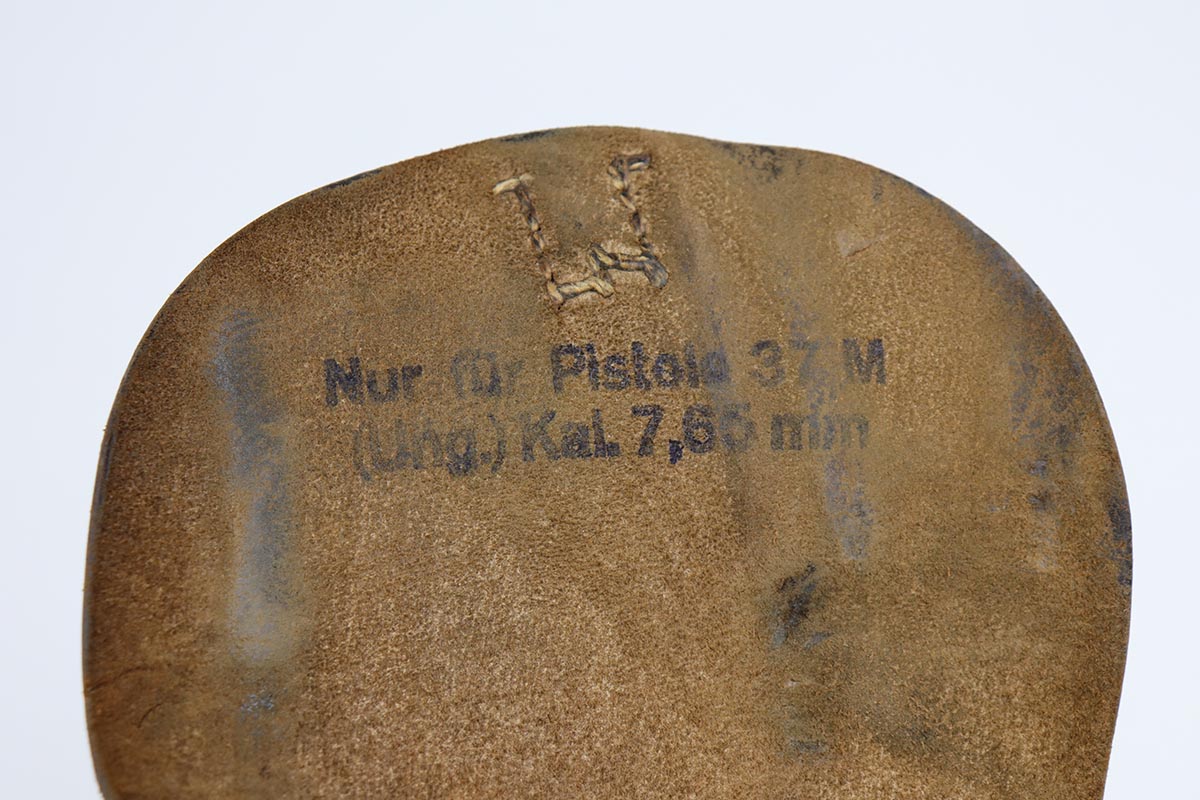 Nur für Pistole 37 M
(Ung.) Kal. 7,65 mm